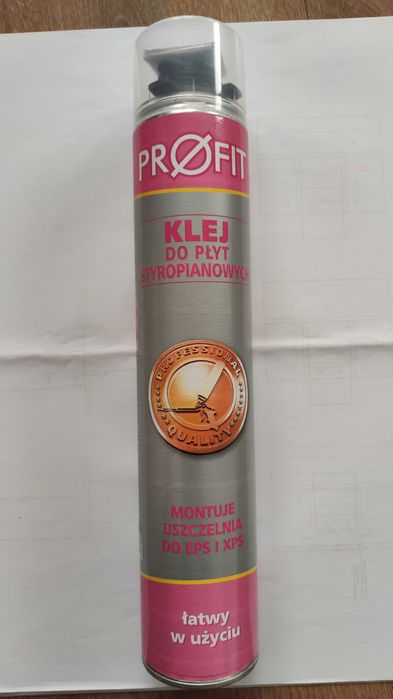 PRØFIT
KLEJ
DO PŁYT
STYROPIANOWYCH
PROFESSIONAL
QUALITY
MONTUJE
USZCZELNIA
DO EPS I XPS
łatwy
w użyciu